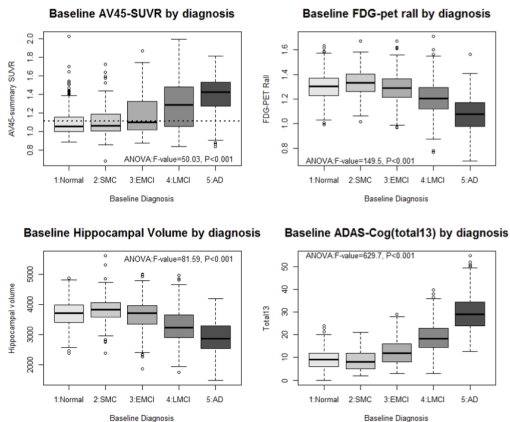 Baseline AV45-SUVR by diagnosis
AV45-summary SUVR
2.0
1.8
1.6
1.4
1.2
1.0
0.8
ANOVA:F-value=50.03, P<0.001
1:Normal 2:SMC 3:EMCI 4:LMCI 5:AD
Baseline Diagnosis
Baseline FDG-pet rall by diagnosis
FDG-PET Rall
1.6
1.4
1.2
1.0
0.8
ANOVA:F-value=149.5, P<0.001
1:Normal 2:SMC 3:EMCI 4:LMCI 5:AD
Baseline Diagnosis
Baseline Hippocampal Volume by diagnosis
Hippocampal volume
5000
4000
3000
2000
ANOVA:F-value=81.59, P<0.001
1:Normal 2:SMC 3:EMCI 4:LMCI 5:AD
Baseline Diagnosis
Baseline ADAS-Cog(total13) by diagnosis
Total13
50
40
30
20
10
0
ANOVA:F-value=629.7, P<0.001
1:Normal 2:SMC 3:EMCI 4:LMCI 5:AD
Baseline Diagnosis